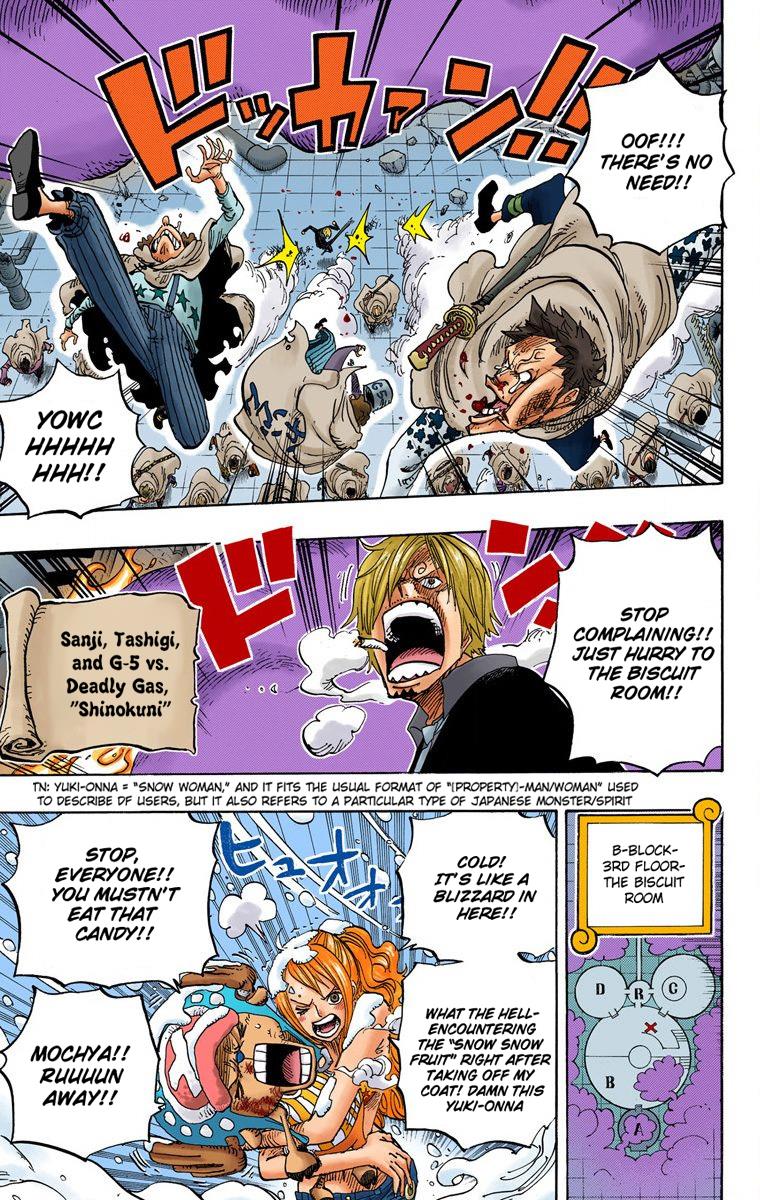 ドッカァン!!
OOF!!!
THERE'S NO
NEED!!
YOWC
HHHHH
HHH!!
ドン
STOP
COMPLAINING!!
JUST HURRY TO
THE BISCUIT
ROOM!!
Sanji, Tashigi,
and G-5 vs.
Deadly Gas,
"Shinokuni"
TN: YUKI-ONNA = "SNOW WOMAN," AND IT FITS THE USUAL FORMAT OF "[PROPERTY]-MAN/WOMAN" USED
TO DESCRIBE DF USERS, BUT IT ALSO REFERS TO A PARTICULAR TYPE OF JAPANESE MONSTER/SPIRIT
B-BLOCK-
3RD FLOOR-
THE BISCUIT
ROOM
D
R
C
B
A
ヒュオオオ
COLD!
IT'S LIKE A
BLIZZARD IN
HERE!!
STOP,
EVERYONE!!
YOU MUSTN'T
EAT THAT
CANDY!!
WHAT THE HELL-
ENCOUNTERING
THE "SNOW SNOW
FRUIT" RIGHT AFTER
TAKING OFF MY
COAT! DAMN THIS
YUKI-ONNA
MOCHYA!!
RUUUUN
AWAY!!